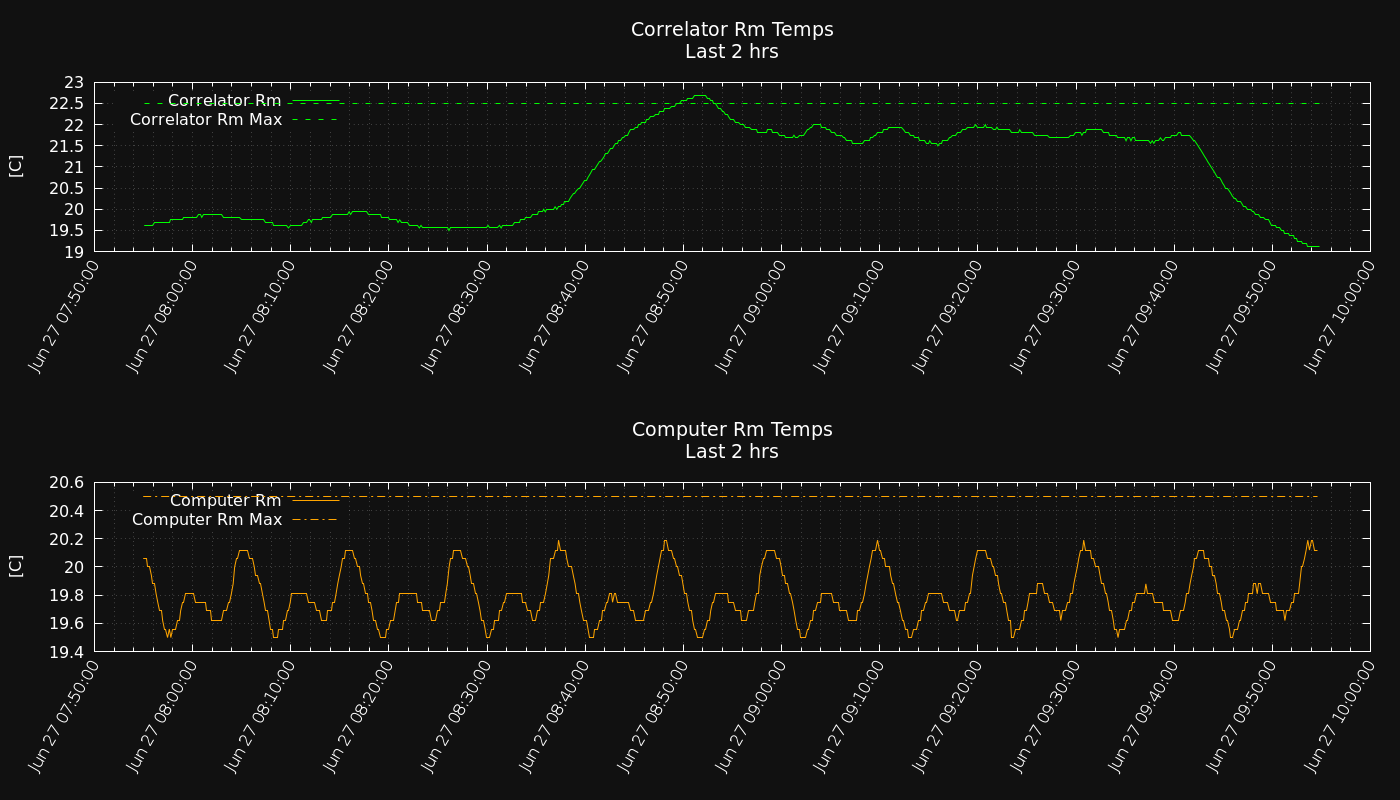 Correlator Rm Temps
Last 2 hrs
[C]
23
22.5
22
21.5
21
20.5
20
19.5
19
Correlator Rm
Correlator Rm Max
Jun 27 07:50:00
Jun 27 08:00:00
Jun 27 08:10:00
Jun 27 08:20:00
Jun 27 08:30:00
Jun 27 08:40:00
Jun 27 08:50:00
Jun 27 09:00:00
Jun 27 09:10:00
Jun 27 09:20:00
Jun 27 09:30:00
Jun 27 09:40:00
Jun 27 09:50:00
Jun 27 10:00:00
Computer Rm Temps
Last 2 hrs
[C]
20.6
20.4
20.2
20
19.8
19.6
19.4
Computer Rm
Computer Rm Max
Jun 27 07:50:00
Jun 27 08:00:00
Jun 27 08:10:00
Jun 27 08:20:00
Jun 27 08:30:00
Jun 27 08:40:00
Jun 27 08:50:00
Jun 27 09:00:00
Jun 27 09:10:00
Jun 27 09:20:00
Jun 27 09:30:00
Jun 27 09:40:00
Jun 27 09:50:00
Jun 27 10:00:00